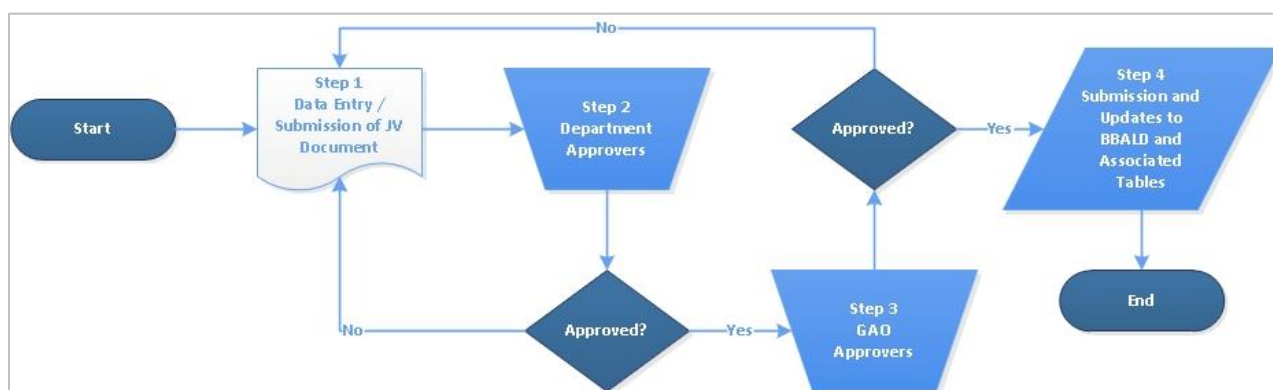 No
Start
Step 1
Data Entry /
Submission of JV
Document
Step 2
Department
Approvers
Approved?
Yes
Step 4
Submission and
Updates to
BBALD and
Associated
Tables
No
Approved?
Yes
Step 3
GAO
Approvers
End